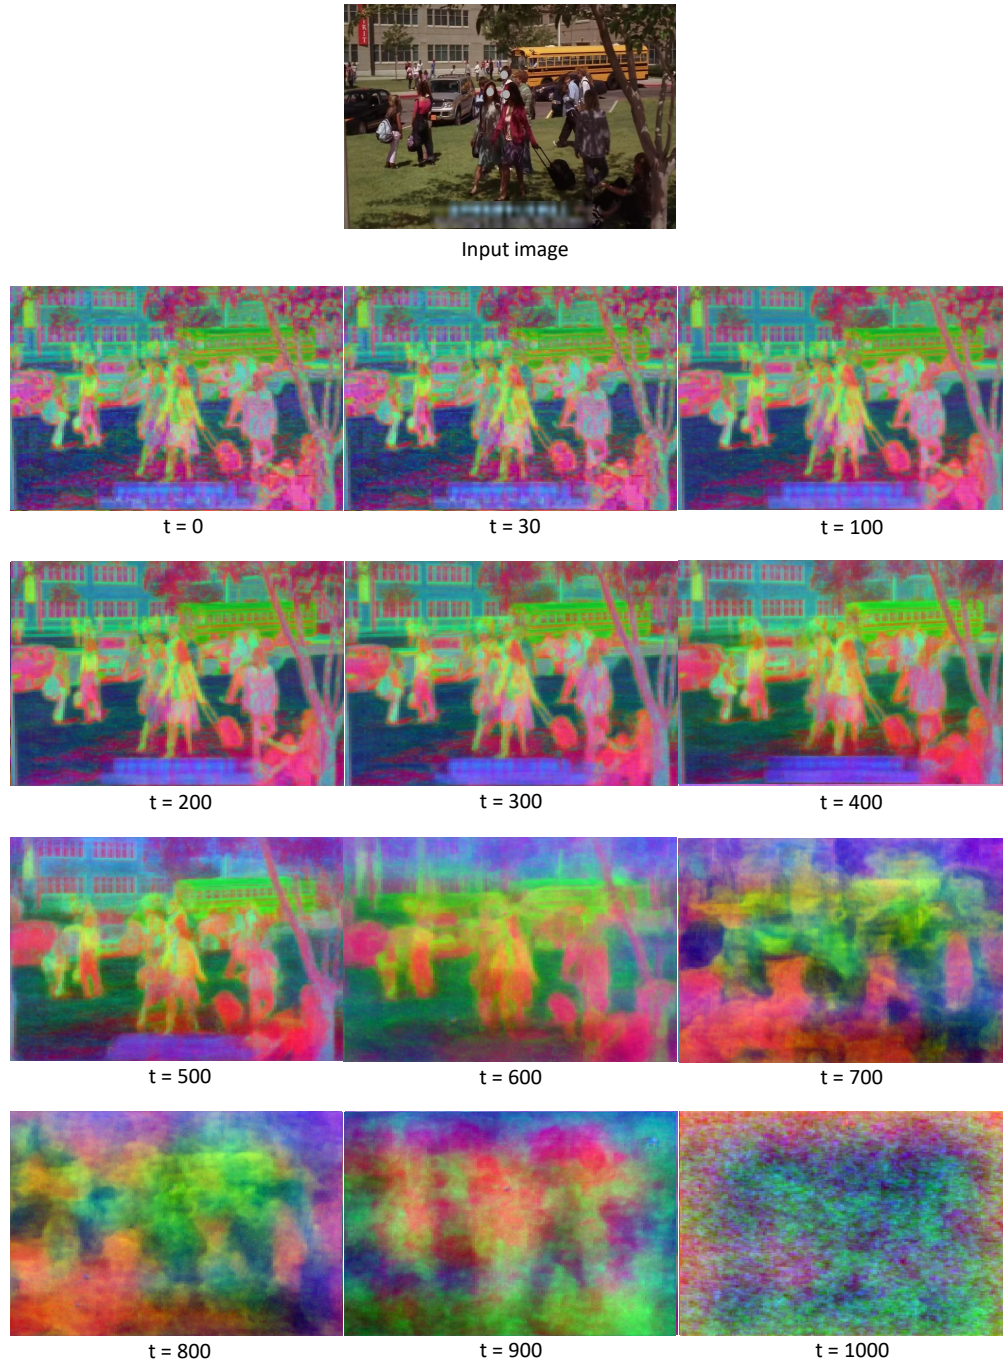 Input image
t = 0
t = 30
t = 100
t = 200
t = 300
t = 400
t = 500
t = 600
t = 700
t = 800
t = 900
t = 1000